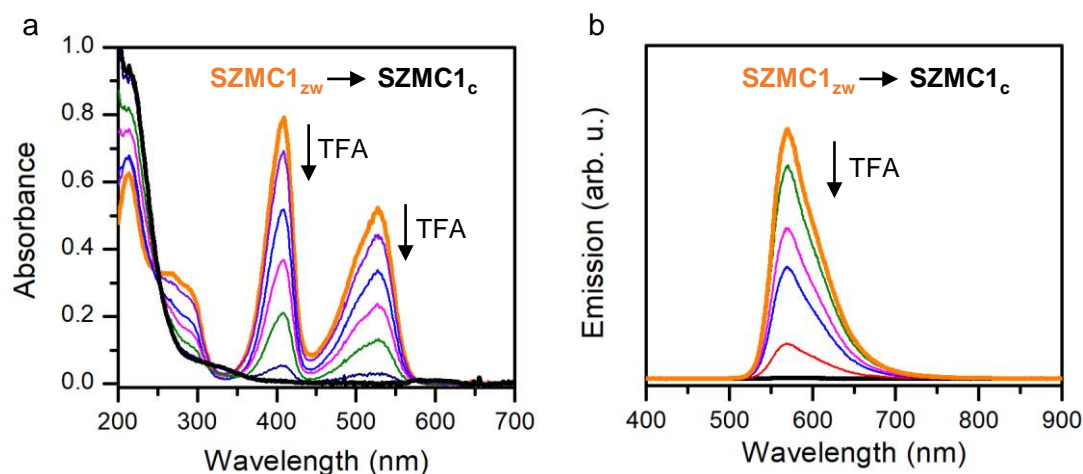 a
SZMC1zw → SZMC1c
TFA
TFA
Absorbance
1.0
0.8
0.6
0.4
0.2
0.0
200 300 400 500 600 700
Wavelength (nm)
b
SZMC1zw → SZMC1c
TFA
Emission (arb. u.)
400 500 600 700 800 900
Wavelength (nm)